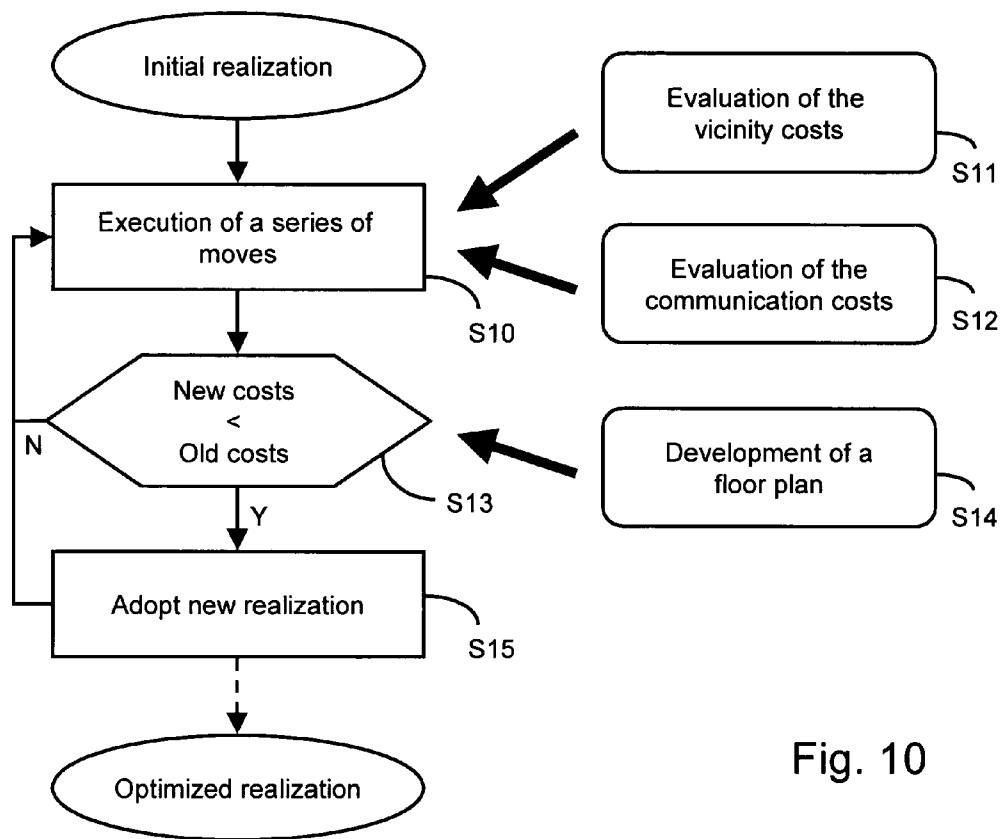 Initial realization
Evaluation of the
vicinity costs
S11
Execution of a series of
moves
S10
Evaluation of the
communication costs
S12
New costs
<
Old costs
N
S13
Y
Development of a
floor plan
S14
Adopt new realization
S15
Optimized realization
Fig. 10